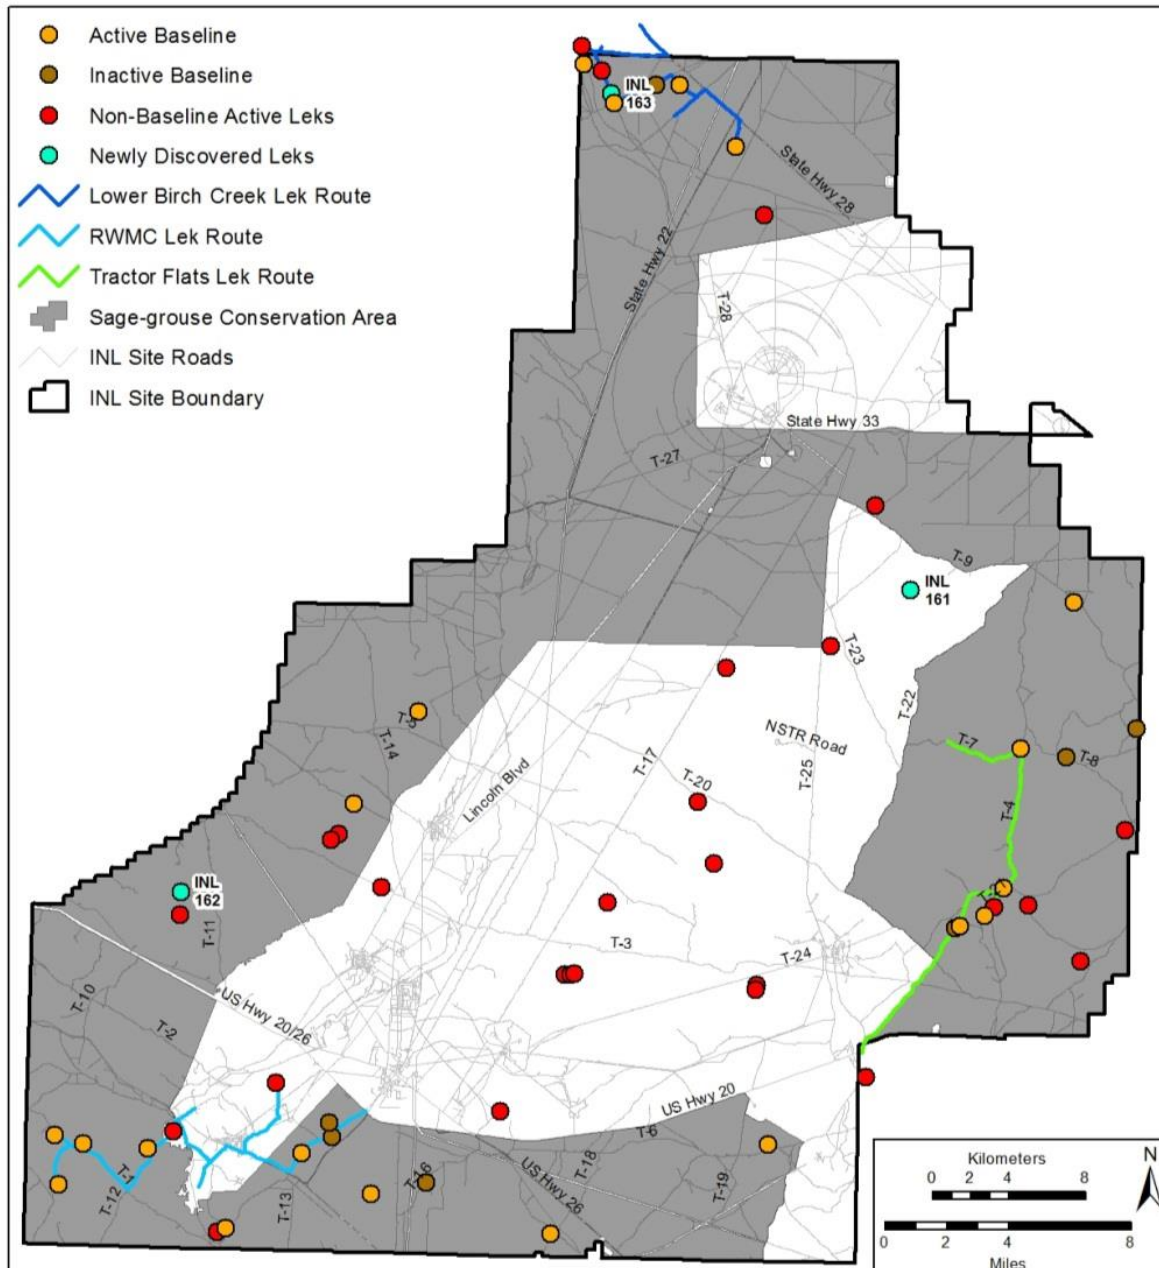 Active Baseline
Inactive Baseline
Non-Baseline Active Leks
Newly Discovered Leks
Lower Birch Creek Lek Route
RWMC Lek Route
Tractor Flats Lek Route
Sage-grouse Conservation Area
INL Site Roads
INL Site Boundary
INL
163
State Hwy 28
State Hwy 22
T-28
State Hwy 33
T-27
T-9
INL
161
T-23
T-22
T-5
T-14
NSTR Road
T-7
T-8
T-17
T-20
T-25
Lincoln Blvd
T-4
INL
162
T-11
T-3
T-24
T-10
T-2
US Hwy 20/26
US Hwy 20
T-6
T-1
T-12
T-13
T-16
US Hwy 26
T-18
T-19
Kilometers
0 2 4 8
N
0 2 4 8
Miles